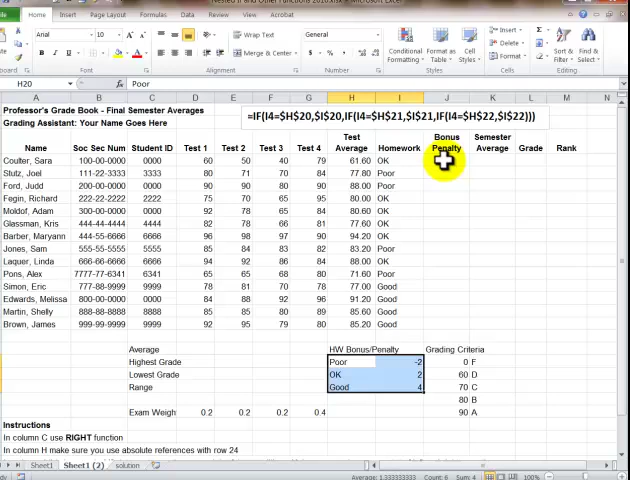 Nested If and Other Functions 2010.xlsx - Microsoft Excel
File Home Insert Page Layout Formulas Data Review View Acrobat
Arial 10 Wrap Text General Insert
B I U Merge & Center $ % , Conditional Formatting Format as Table Cell Styles Delete Format Sort & Filter Find & Select
Font Alignment Number Styles Cells Editing
H20 fx Poor
A B C D E F G H I J K L M N
Professor's Grade Book - Final Semester Averages
=IF(I4=$H$20,$I$20,IF(I4=$H$21,$I$21,IF(I4=$H$22,$I$22)))
Grading Assistant: Your Name Goes Here
Name Soc Sec Num Student ID Test 1 Test 2 Test 3 Test 4 Test Average Homework Bonus Penalty Semester Average Grade Rank
Coulter, Sara 100-00-0000 0000 60 50 40 79 61.60 OK
Stutz, Joel 111-22-3333 3333 80 71 70 84 77.80 Poor
Ford, Judd 200-00-0000 0000 90 90 80 90 88.00 Poor
Fegin, Richard 222-22-2222 2222 75 70 65 95 80.00 OK
Moldof, Adam 300-00-0000 0000 92 78 65 84 80.60 OK
Glassman, Kris 444-44-4444 4444 82 78 66 81 77.60 OK
Barber, Maryann 444-55-6666 6666 96 98 97 90 94.20 OK
Jones, Sam 555-55-5555 5555 85 84 83 82 83.20 Poor
Laquer, Linda 666-66-6666 6666 94 92 86 84 88.00 OK
Pons, Alex 7777-77-6341 6341 65 65 68 80 71.60 Poor
Simon, Eric 777-88-9999 9999 78 81 70 78 77.00 Good
Edwards, Melissa 800-00-0000 0000 84 88 92 96 91.20 Good
Martin, Shelly 888-88-8888 8888 85 85 80 89 85.60 Good
Brown, James 999-99-9999 9999 92 95 79 80 85.20 Good
Average HW Bonus/Penalty Grading Criteria
Highest Grade Poor -2 0 F
Lowest Grade OK 2 60 D
Range Good 4 70 C
80 B
Exam Weigh 0.2 0.2 0.2 0.4 90 A
Instructions
In column C use RIGHT function
In column H make sure you use absolute references with row 24
Sheet1 Sheet1 (2) solution
Average: 1.333333333 Count: 6 Sum: 4 100%